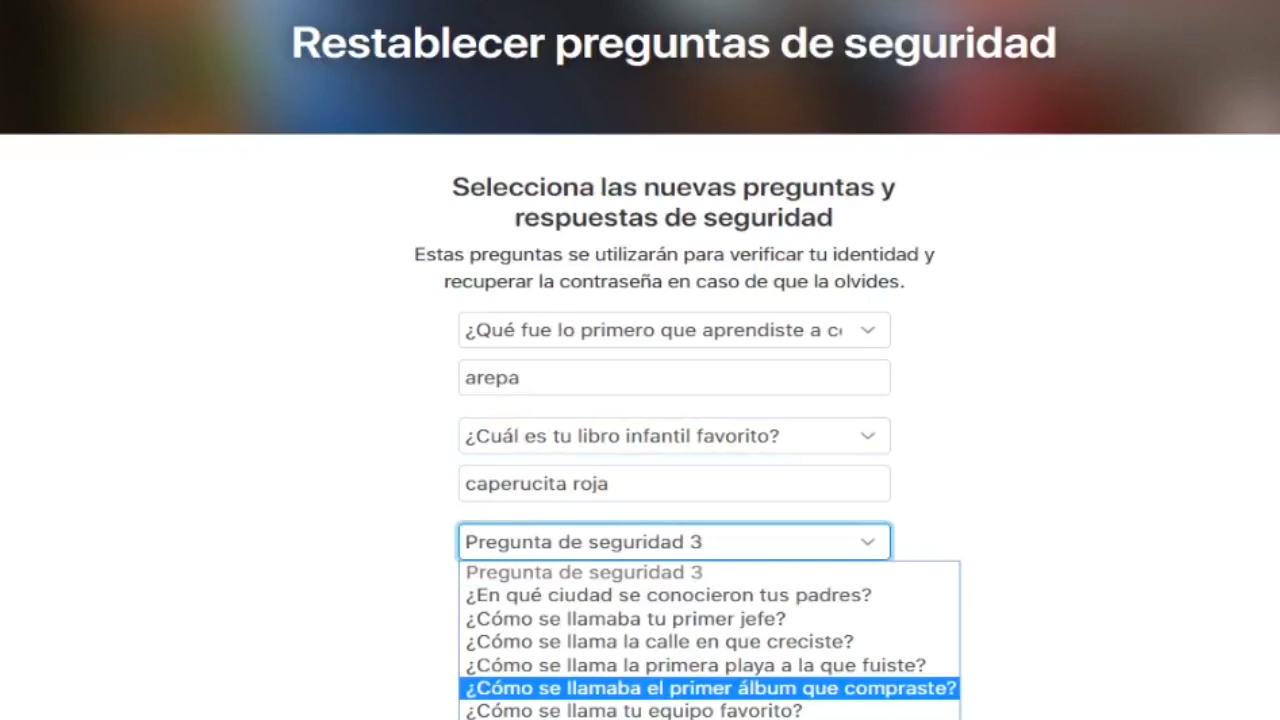 Restablecer preguntas de seguridad
Selecciona las nuevas preguntas y
respuestas de seguridad
Estas preguntas se utilizarán para verificar tu identidad y
recuperar la contraseña en caso de que la olvides.
¿Qué fue lo primero que aprendiste a
arepa
¿Cuál es tu libro infantil favorito?
caperucita roja
Pregunta de seguridad 3
Pregunta de seguridad 3
¿En qué ciudad se conocieron tus padres?
¿Cómo se llamaba tu primer jefe?
¿Cómo se llama la calle en que creciste?
¿Cómo se llama la primera playa a la que fuiste?
¿Cómo se llamaba el primer álbum que compraste?
¿Cómo se llama tu equipo favorito?